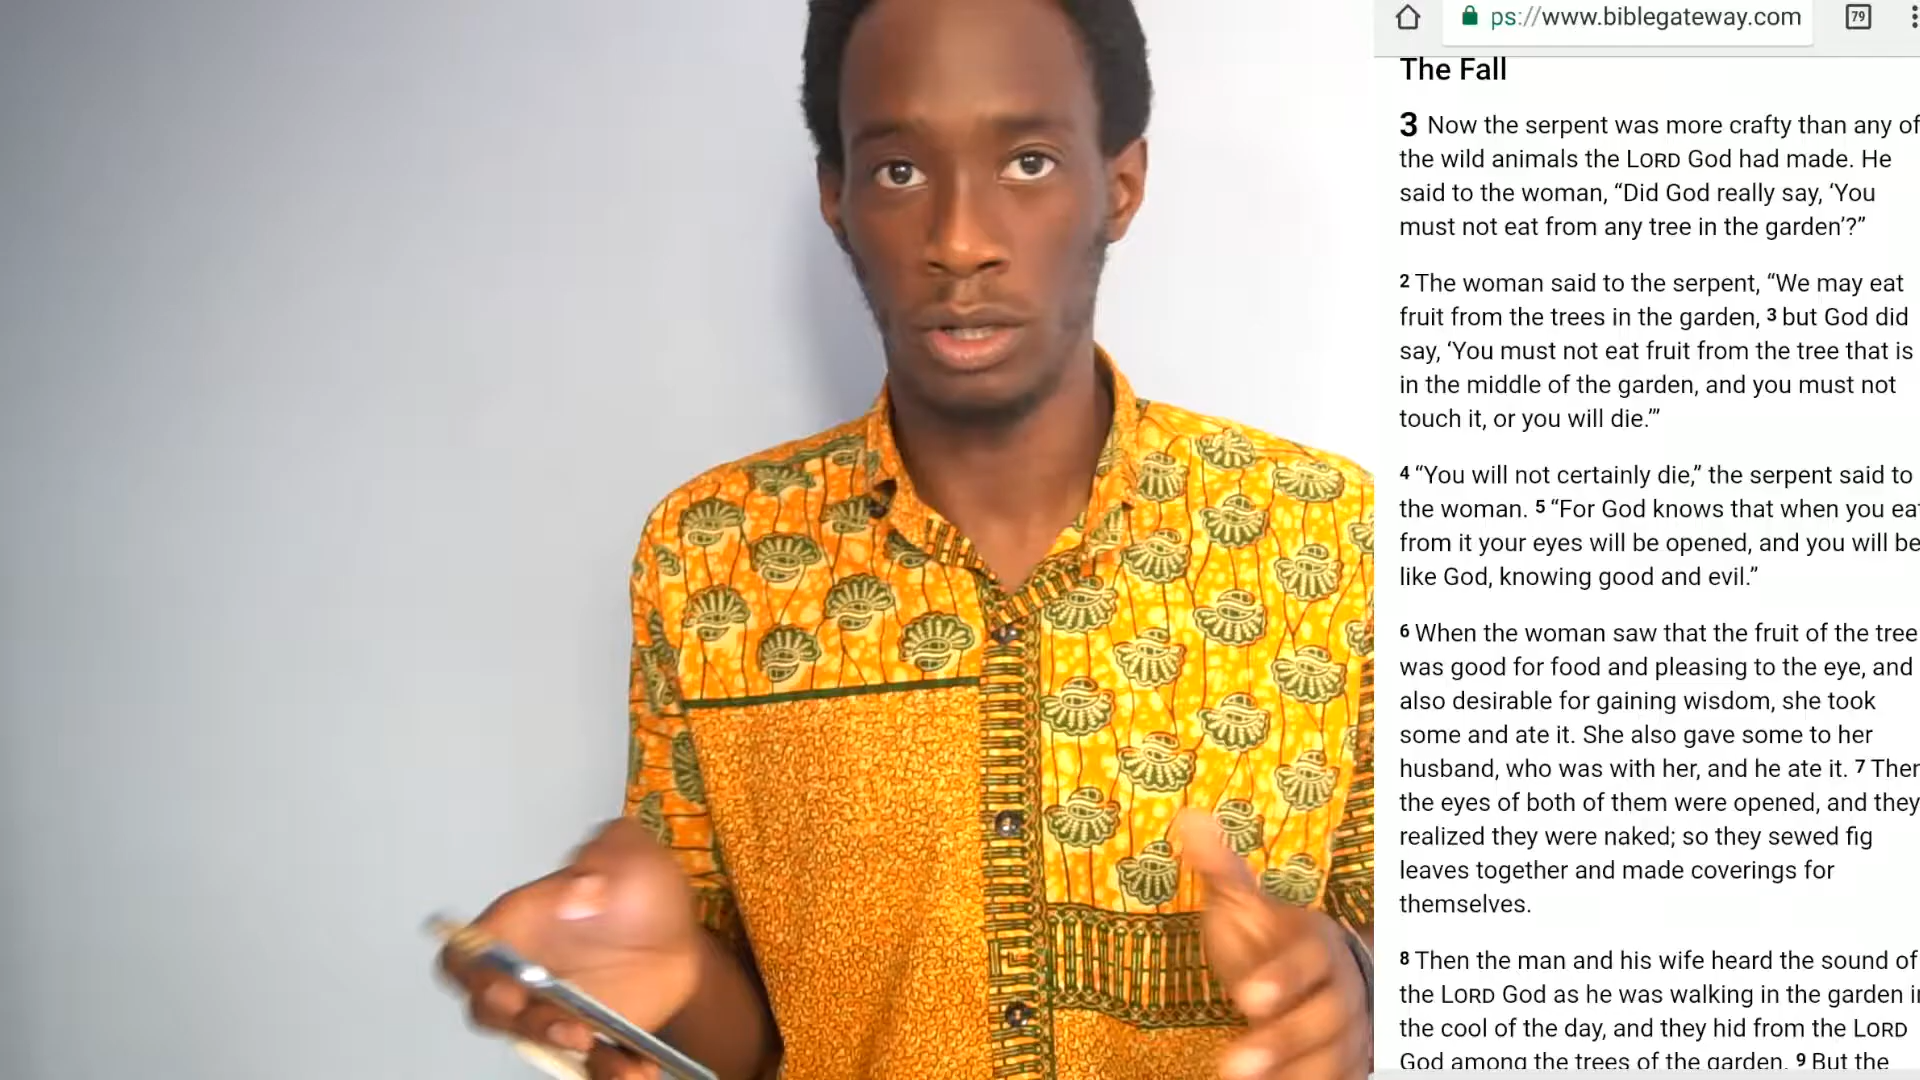 ps://www.biblegateway.com
79
The Fall
3 Now the serpent was more crafty than any of
the wild animals the LORD God had made. He
said to the woman, “Did God really say, ‘You
must not eat from any tree in the garden’?”
2 The woman said to the serpent, “We may eat
fruit from the trees in the garden, 3 but God did
say, ‘You must not eat fruit from the tree that is
in the middle of the garden, and you must not
touch it, or you will die.’”
4 “You will not certainly die,” the serpent said to
the woman. 5 “For God knows that when you eat
from it your eyes will be opened, and you will be
like God, knowing good and evil.”
6 When the woman saw that the fruit of the tree
was good for food and pleasing to the eye, and
also desirable for gaining wisdom, she took
some and ate it. She also gave some to her
husband, who was with her, and he ate it. 7 Then
the eyes of both of them were opened, and they
realized they were naked; so they sewed fig
leaves together and made coverings for
themselves.
8 Then the man and his wife heard the sound of
the LORD God as he was walking in the garden in
the cool of the day, and they hid from the LORD
God among the trees of the garden. 9 But the